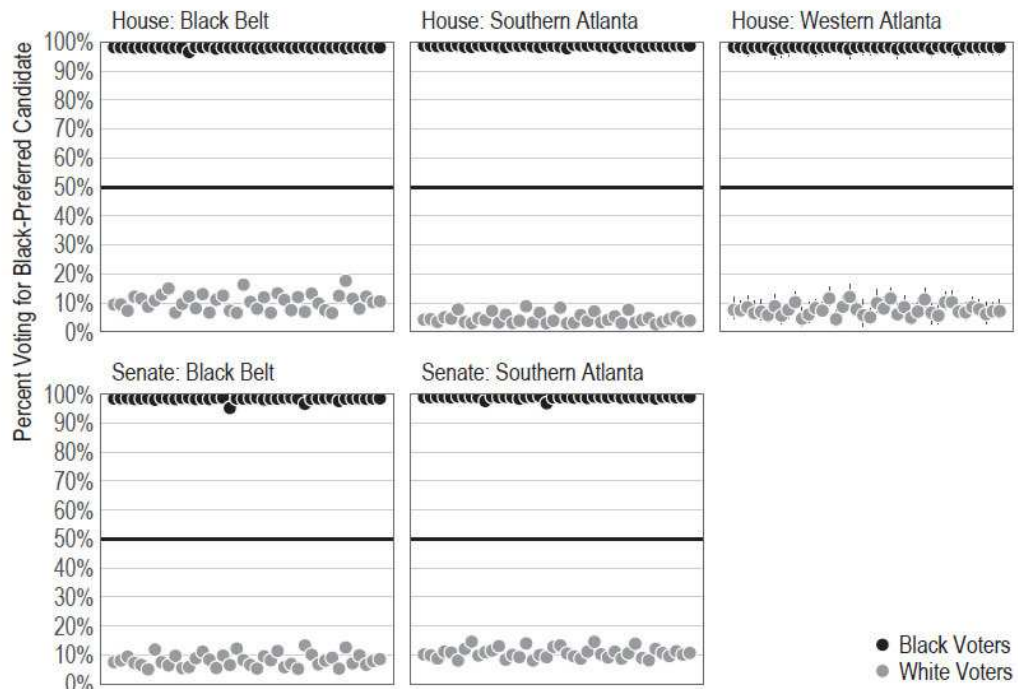 House: Black Belt
House: Southern Atlanta
House: Western Atlanta
Percent Voting for Black-Preferred Candidate
100%
90%
80%
70%
60%
50%
40%
30%
20%
10%
0%
Senate: Black Belt
Senate: Southern Atlanta
100%
90%
80%
70%
60%
50%
40%
30%
20%
10%
0%
Black Voters
White Voters